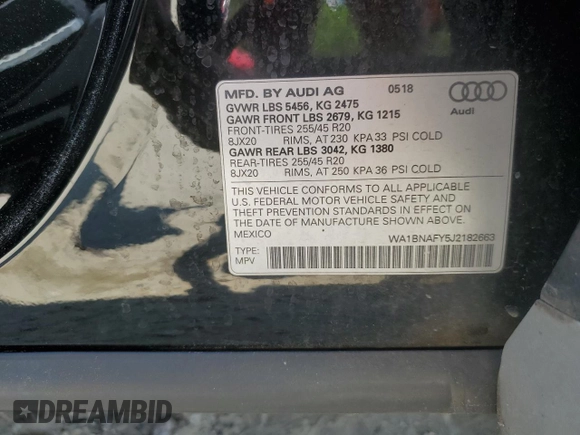 MFD. BY AUDI AG 0518
GVWR LBS 5456, KG 2475
GAWR FRONT LBS 2679, KG 1215
FRONT-TIRES 255/45 R20
8JX20 RIMS, AT 230 KPA 33 PSI COLD
GAWR REAR LBS 3042, KG 1380
REAR-TIRES 255/45 R20
8JX20 RIMS, AT 250 KPA 36 PSI COLD
Audi
THIS VEHICLE CONFORMS TO ALL APPLICABLE
U.S. FEDERAL MOTOR VEHICLE SAFETY AND
THEFT PREVENTION STANDARDS IN EFFECT ON
THE DATE OF MANUFACTURE SHOWN ABOVE.
MEXICO WA1BNAFY5J2182663
TYPE:
MPV
DREAMBID